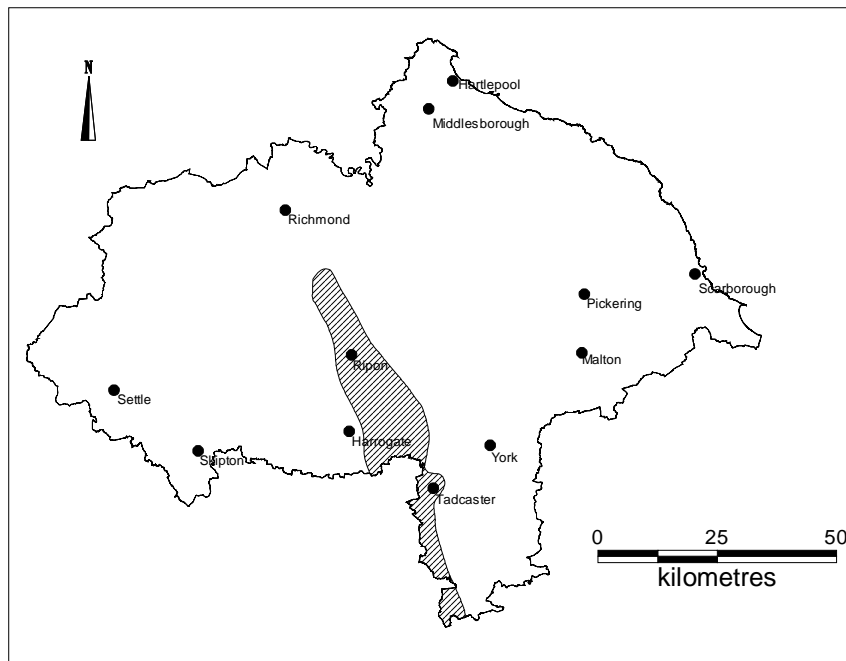 N
Hartlepool
Middlesborough
Richmond
Scarborough
Pickering
Malton
Ripon
Settle
Harrogate
York
Skipton
Tadcaster
0 25 50
kilometres